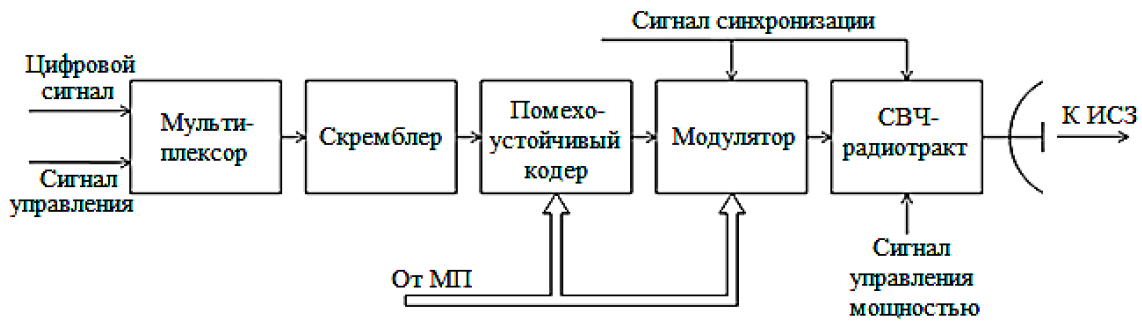 Сигнал синхронизации
Цифровой
сигнал
Сигнал
управления
Мульти-
плексор
Скремблер
Помехо-
устойчивый
кодер
Модулятор
СВЧ-
радиотракт
К ИСЗ
От МП
Сигнал
управления
мощностью